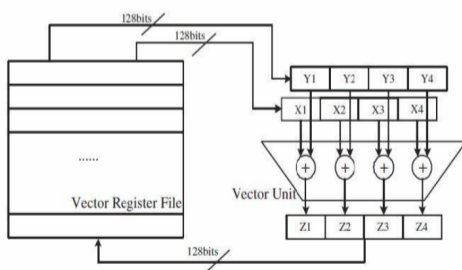 128bits
128bits
Y1 Y2 Y3 Y4
X1 X2 X3 X4
......
+ + + +
Vector Register File
Vector Unit
Z1 Z2 Z3 Z4
128bits